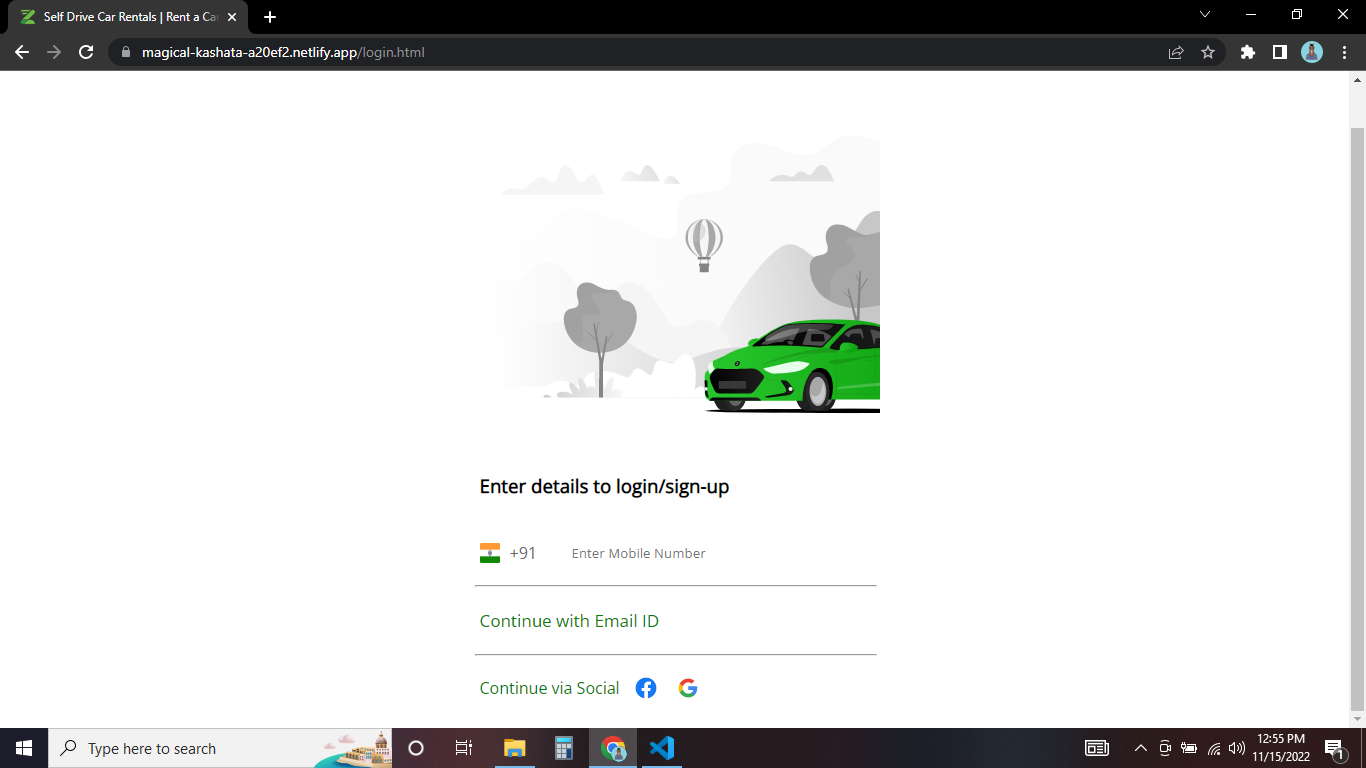 Self Drive Car Rentals | Rent a Ca
magical-kashata-a20ef2.netlify.app/login.html
Enter details to login/sign-up
+91 Enter Mobile Number
Continue with Email ID
Continue via Social
Type here to search
12:55 PM
11/15/2022
1